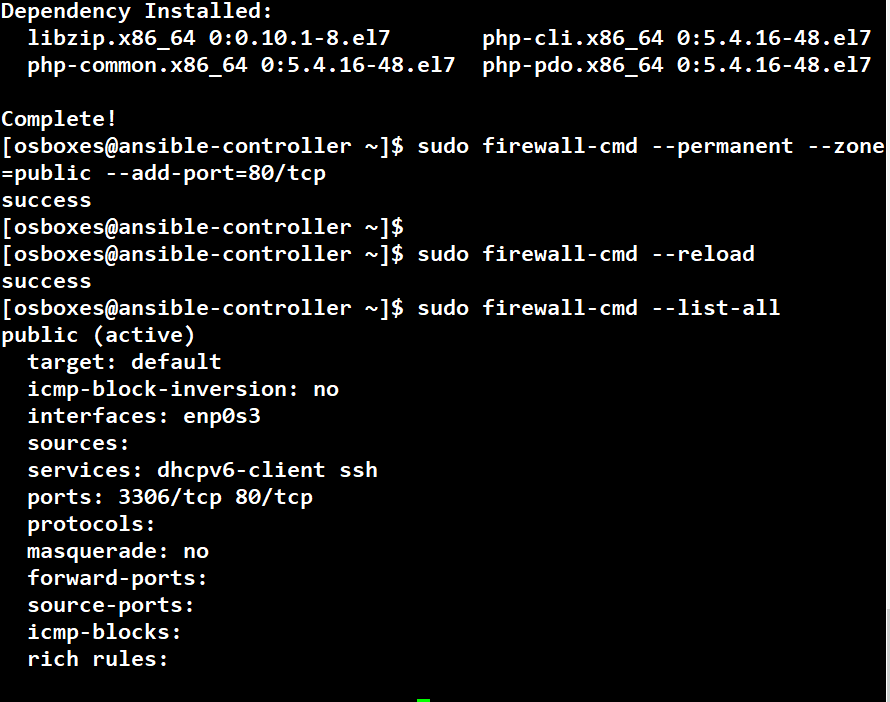 Dependency Installed:
  libzip.x86_64 0:0.10.1-8.el7       php-cli.x86_64 0:5.4.16-48.el7
  php-common.x86_64 0:5.4.16-48.el7  php-pdo.x86_64 0:5.4.16-48.el7

Complete!
[osboxes@ansible-controller ~]$ sudo firewall-cmd --permanent --zone
=public --add-port=80/tcp
success
[osboxes@ansible-controller ~]$
[osboxes@ansible-controller ~]$ sudo firewall-cmd --reload
success
[osboxes@ansible-controller ~]$ sudo firewall-cmd --list-all
public (active)
  target: default
  icmp-block-inversion: no
  interfaces: enp0s3
  sources:
  services: dhcpv6-client ssh
  ports: 3306/tcp 80/tcp
  protocols:
  masquerade: no
  forward-ports:
  source-ports:
  icmp-blocks:
  rich rules: